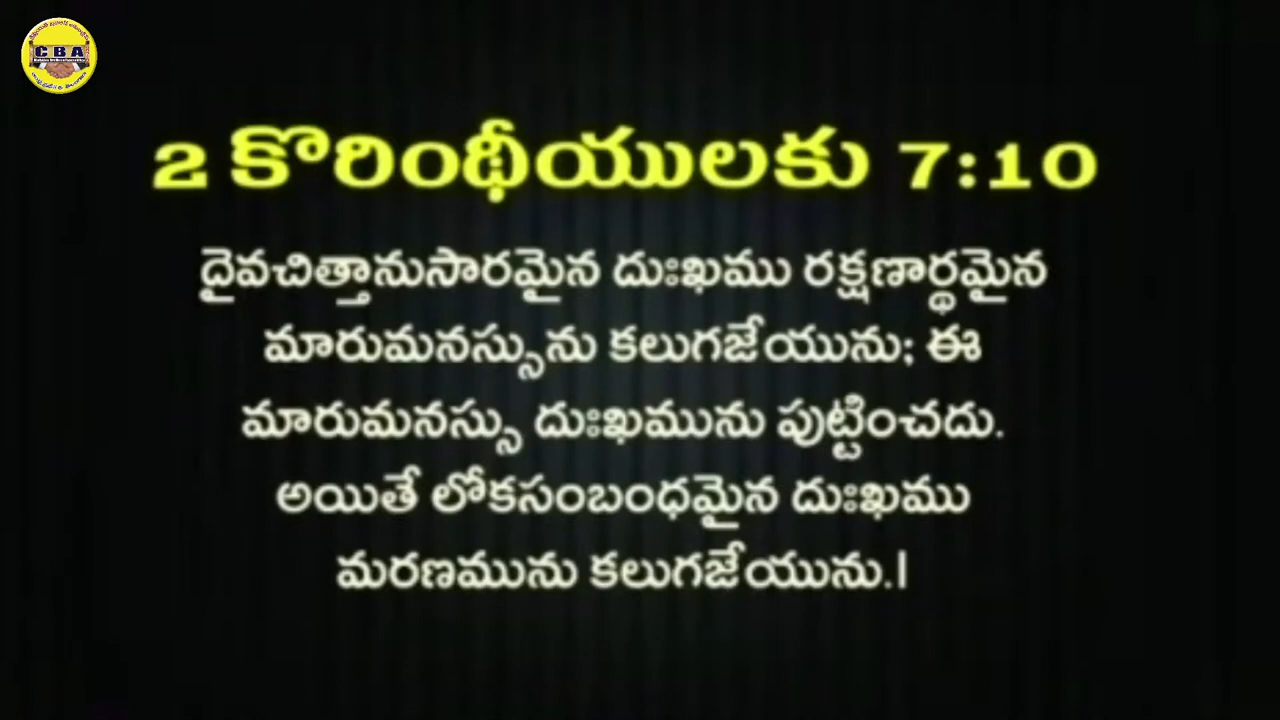 CBA
2 కొరింథీయులకు 7:10
దైవచిత్తానుసారమైన దుఃఖము రక్షణార్థమైన
మారుమనస్సును కలుగజేయును; ఈ
మారుమనస్సు దుఃఖమును పుట్టించదు.
అయితే లోకసంబంధమైన దుఃఖము
మరణమును కలుగజేయును.|